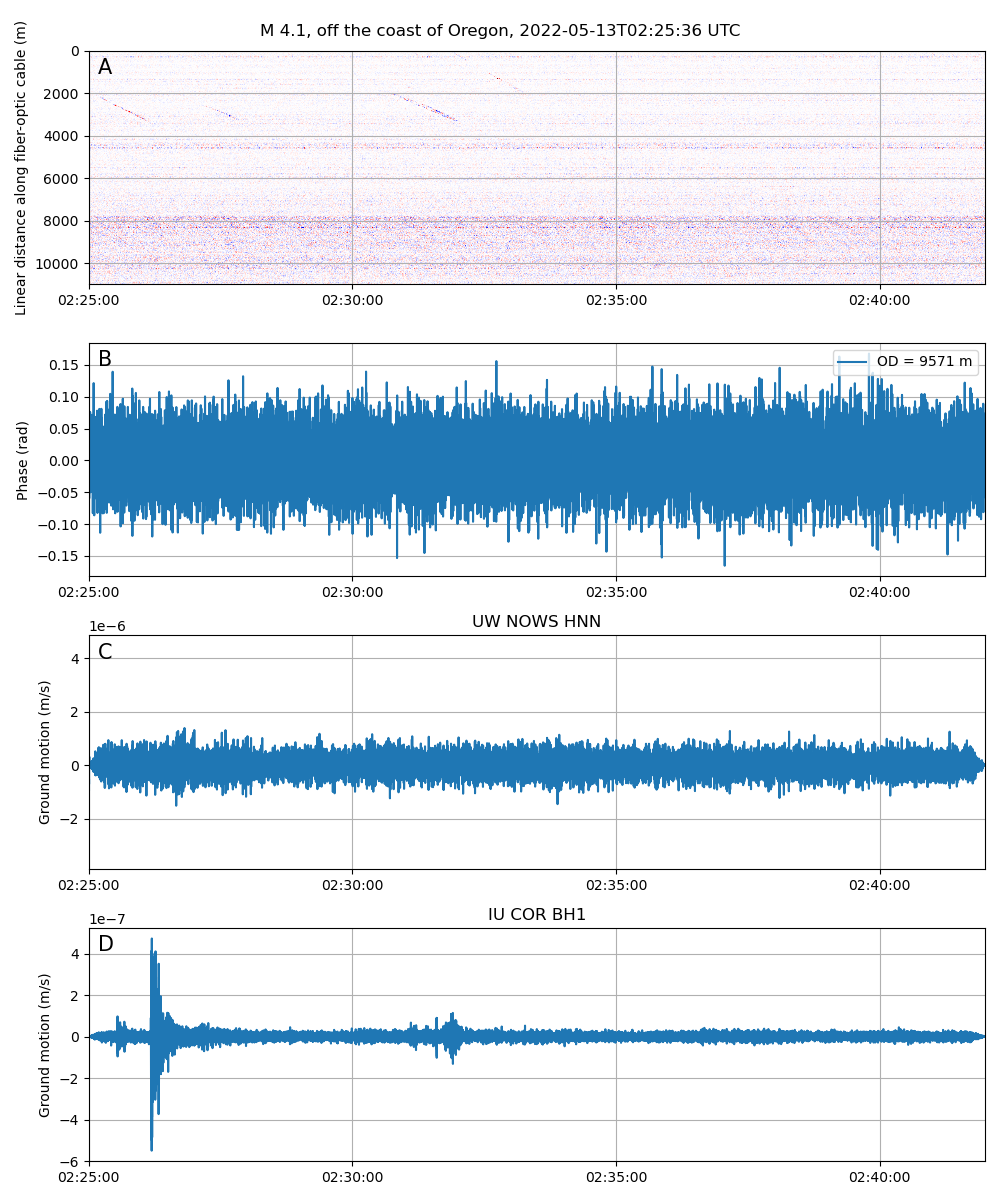 M 4.1, off the coast of Oregon, 2022-05-13T02:25:36 UTC
A
Linear distance along fiber-optic cable (m)
0
2000
4000
6000
8000
10000
02:25:00 02:30:00 02:35:00 02:40:00
B
OD = 9571 m
Phase (rad)
0.15
0.10
0.05
0.00
−0.05
−0.10
−0.15
02:25:00 02:30:00 02:35:00 02:40:00
1e−6
UW NOWS HNN
C
Ground motion (m/s)
4
2
0
−2
02:25:00 02:30:00 02:35:00 02:40:00
1e−7
IU COR BH1
D
Ground motion (m/s)
4
2
0
−2
−4
−6
02:25:00 02:30:00 02:35:00 02:40:00